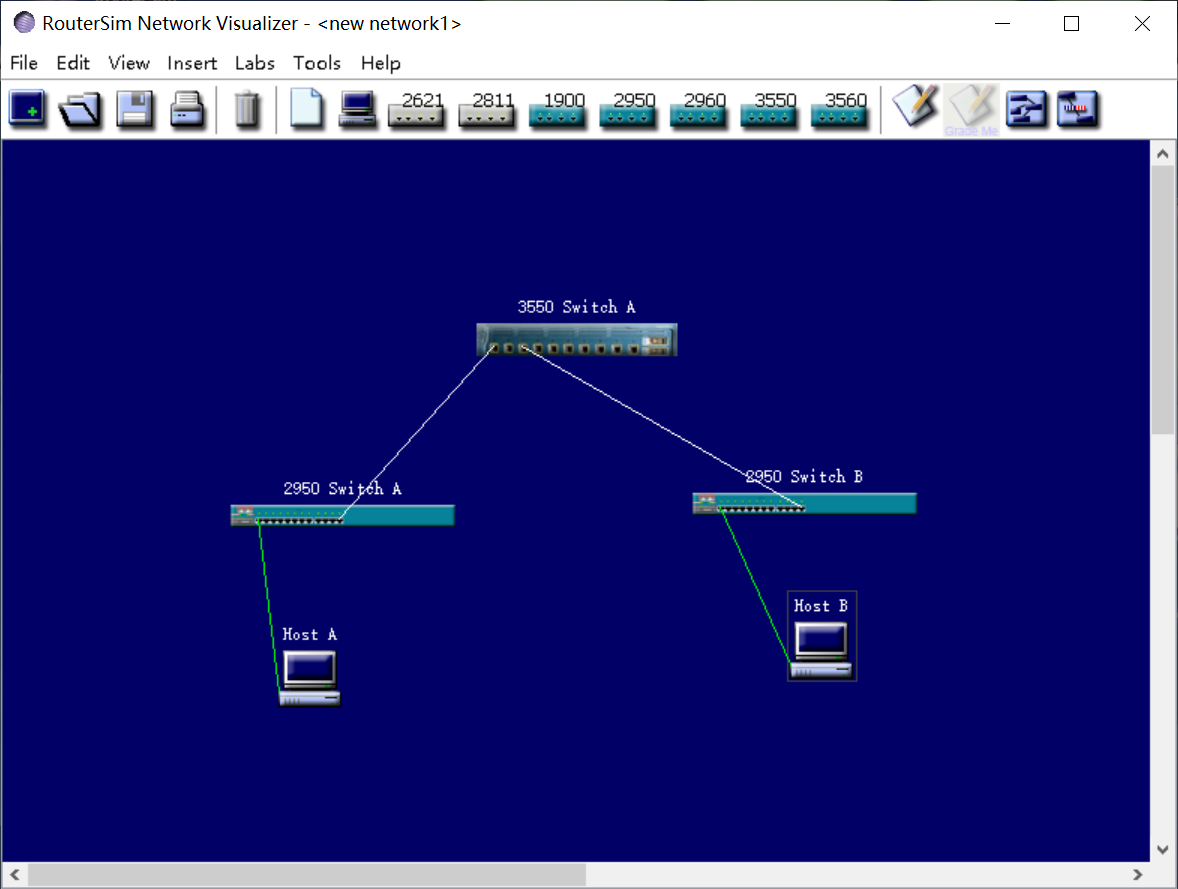 RouterSim Network Visualizer - <new network1>
File Edit View Insert Labs Tools Help
2621 2811 1900 2950 2960 3550 3560
Grade Me
3550 Switch A
2950 Switch B
2950 Switch A
Host B
Host A